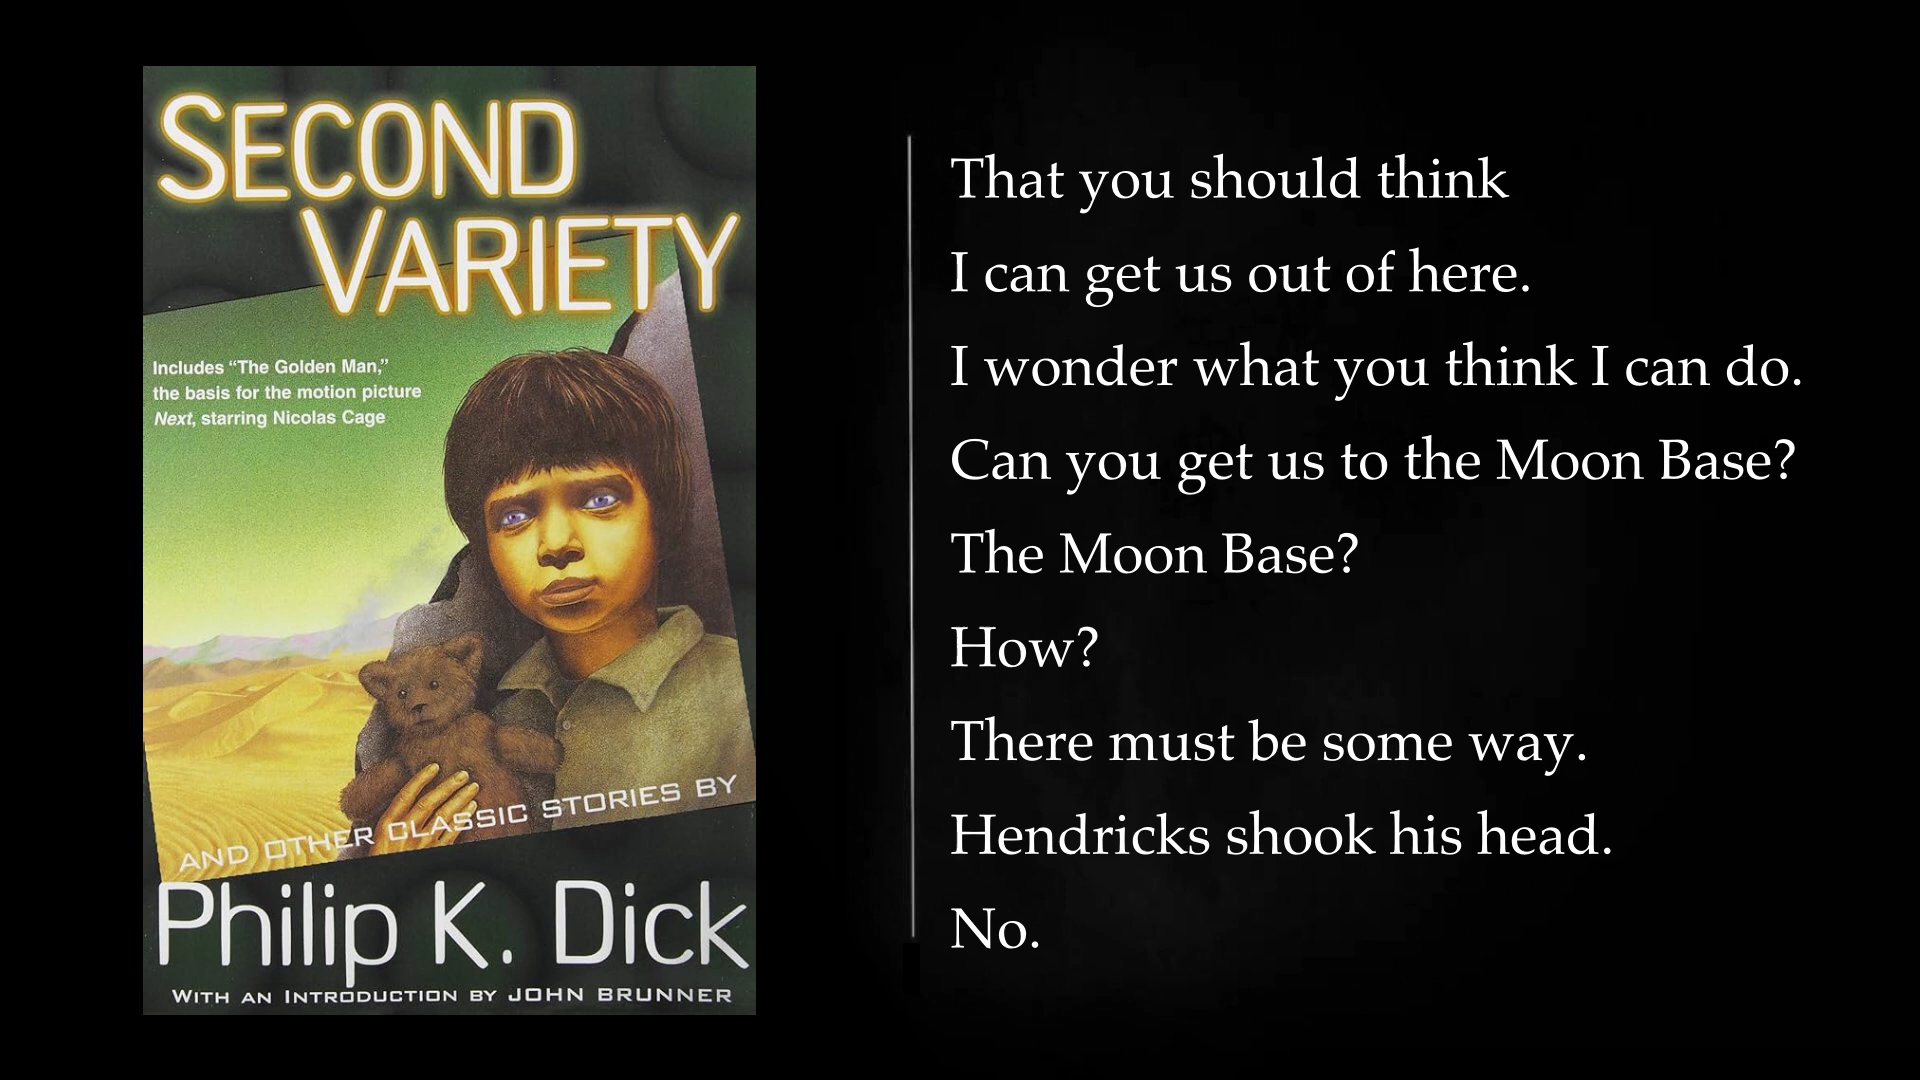 SECOND
VARIETY
Includes “The Golden Man,”
the basis for the motion picture
Next, starring Nicolas Cage
AND OTHER CLASSIC STORIES BY
Philip K. Dick
WITH AN INTRODUCTION BY JOHN BRUNNER
That you should think
I can get us out of here.
I wonder what you think I can do.
Can you get us to the Moon Base?
The Moon Base?
How?
There must be some way.
Hendricks shook his head.
No.